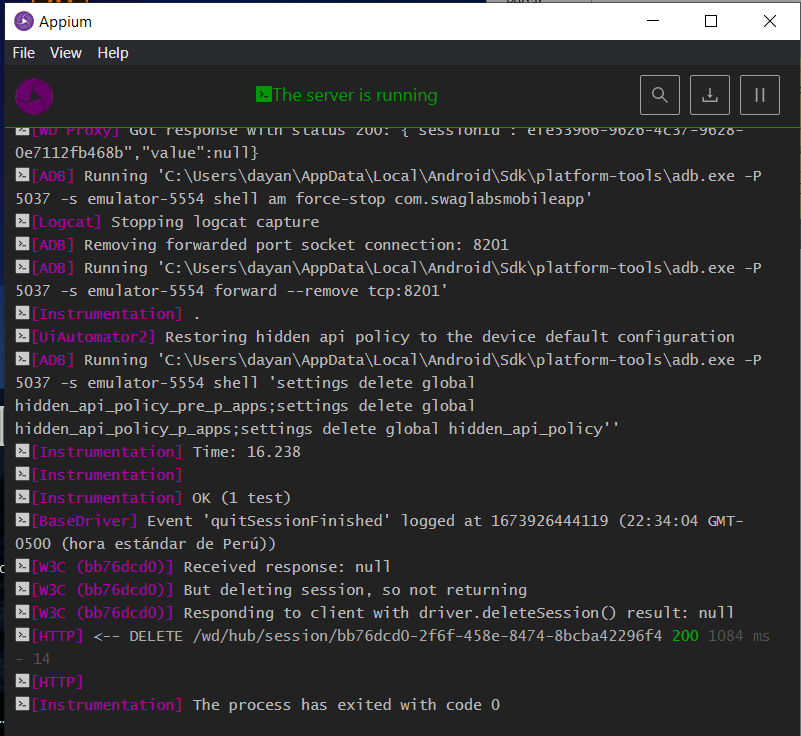 Appium
File View Help
The server is running
[WD Proxy] Got response with status 200: {"sessionId":"efe53966-9626-4c37-9628-
0e7112fb468b","value":null}
[ADB] Running 'C:\Users\dayan\AppData\Local\Android\Sdk\platform-tools\adb.exe -P
5037 -s emulator-5554 shell am force-stop com.swaglabsmobileapp'
[Logcat] Stopping logcat capture
[ADB] Removing forwarded port socket connection: 8201
[ADB] Running 'C:\Users\dayan\AppData\Local\Android\Sdk\platform-tools\adb.exe -P
5037 -s emulator-5554 forward --remove tcp:8201'
[Instrumentation] .
[UiAutomator2] Restoring hidden api policy to the device default configuration
[ADB] Running 'C:\Users\dayan\AppData\Local\Android\Sdk\platform-tools\adb.exe -P
5037 -s emulator-5554 shell 'settings delete global
hidden_api_policy_pre_p_apps;settings delete global
hidden_api_policy_p_apps;settings delete global hidden_api_policy''
[Instrumentation] Time: 16.238
[Instrumentation]
[Instrumentation] OK (1 test)
[BaseDriver] Event 'quitSessionFinished' logged at 1673926444119 (22:34:04 GMT-
0500 (hora estándar de Perú))
[W3C (bb76dcd0)] Received response: null
[W3C (bb76dcd0)] But deleting session, so not returning
[W3C (bb76dcd0)] Responding to client with driver.deleteSession() result: null
[HTTP] <-- DELETE /wd/hub/session/bb76dcd0-2f6f-458e-8474-8bcba42296f4 200 1084 ms
- 14
[HTTP]
[Instrumentation] The process has exited with code 0